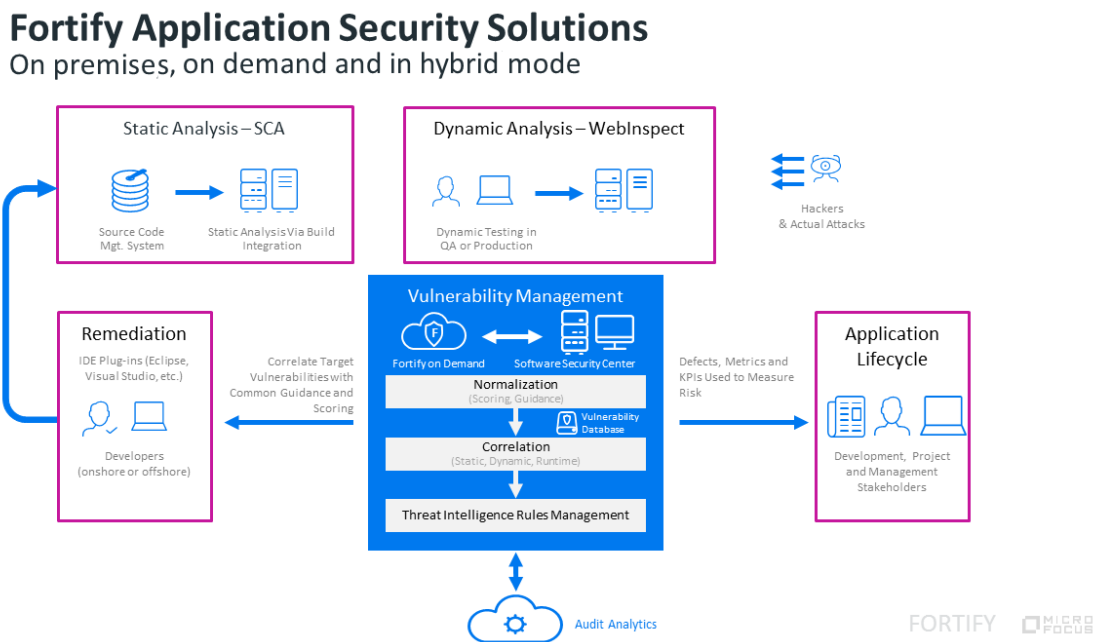 Fortify Application Security Solutions
On premises, on demand and in hybrid mode
Static Analysis – SCA
Source Code
Mgt. System
Static Analysis Via Build
Integration
Dynamic Analysis – WebInspect
Dynamic Testing in
QA or Production
Hackers
& Actual Attacks
Remediation
IDE Plug-ins (Eclipse,
Visual Studio, etc.)
Developers
(onshore or offshore)
Correlate Target
Vulnerabilities with
Common Guidance and
Scoring
Vulnerability Management
F
Fortify on Demand
Software Security Center
Normalization
(Scoring, Guidance)
Vulnerability
Database
Correlation
(Static, Dynamic, Runtime)
Threat Intelligence Rules Management
Defects, Metrics and
KPIs Used to Measure
Risk
Application
Lifecycle
Development, Project
and Management
Stakeholders
Audit Analytics
FORTIFY
MICRO
FOCUS